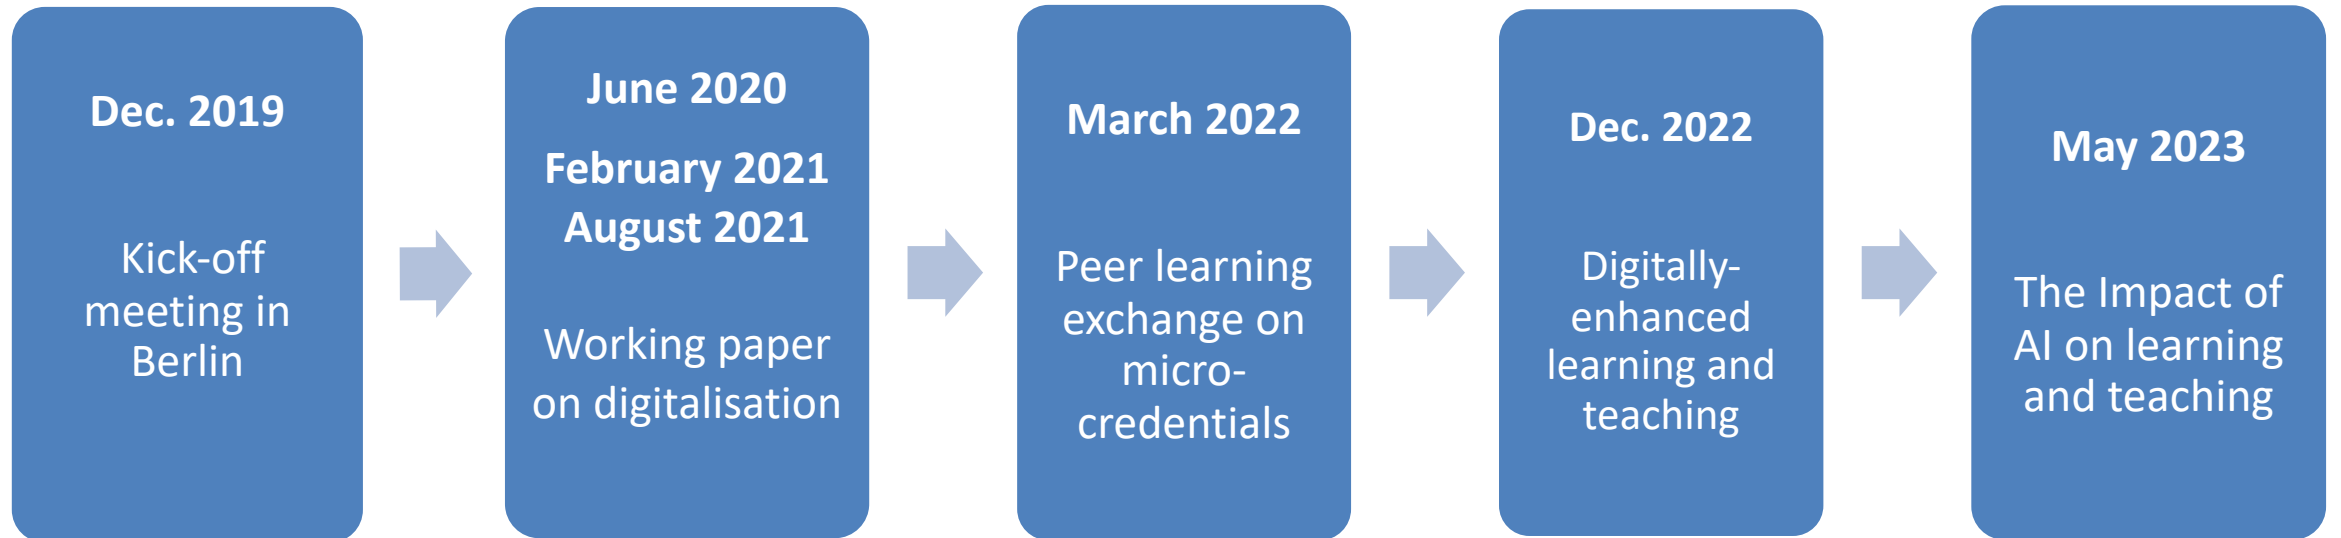 Dec. 2019
Kick-off
meeting in
Berlin
June 2020
February 2021
August 2021
Working paper
on digitalisation
March 2022
Peer learning
exchange on
micro-
credentials
Dec. 2022
Digitally-
enhanced
learning and
teaching
May 2023
The Impact of
AI on learning
and teaching